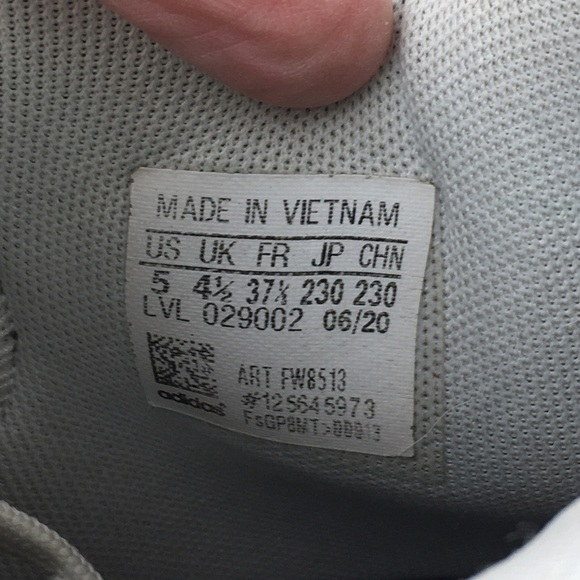 MADE IN VIETNAM
US UK FR JP CHN
5 4½ 37⅓ 230 230
LVL 029002 06/20
ART FW8513
adidas #125645973